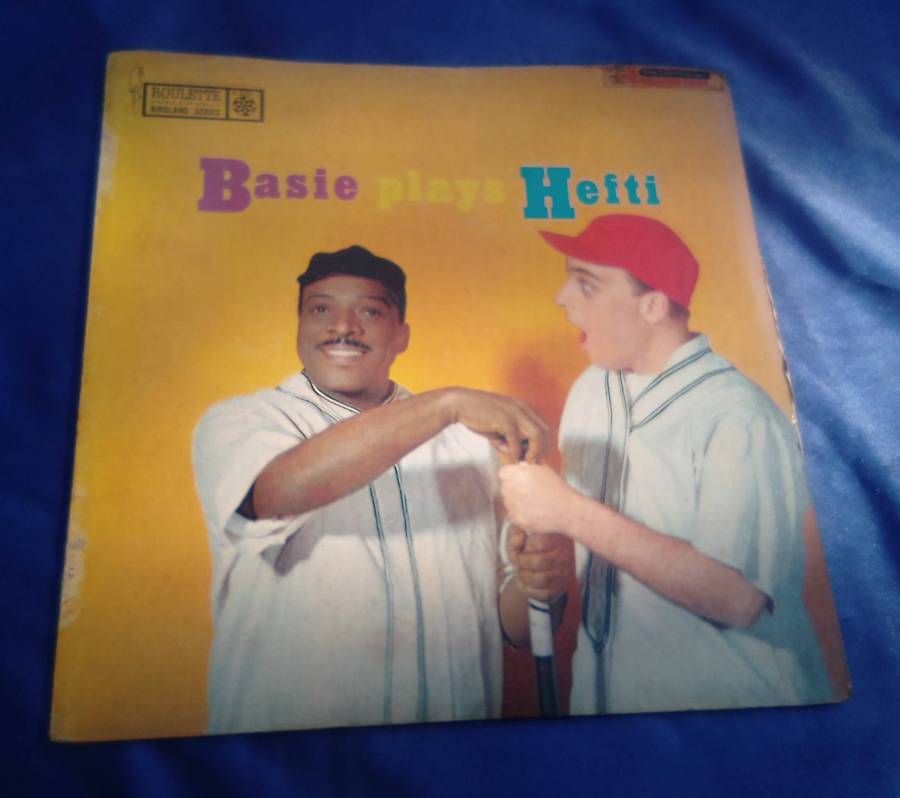 ROULETTE
BIRDLAND SERIES
Basie plays Hefti